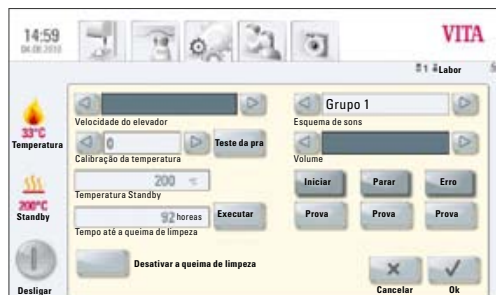 14:59
04.08.2010
VITA
1 Labor
33°C
Temperatura
200°C
Standby
Desligar
Velocidade do elevador
0
Teste da pra
Calibração da temperatura
200 °C
Temperatura Standby
92 horeas
Executar
Tempo até a queima de limpeza
Desativar a queima de limpeza
Grupo 1
Esquema de sons
Volume
Iniciar Parar Erro
Prova Prova Prova
Cancelar Ok